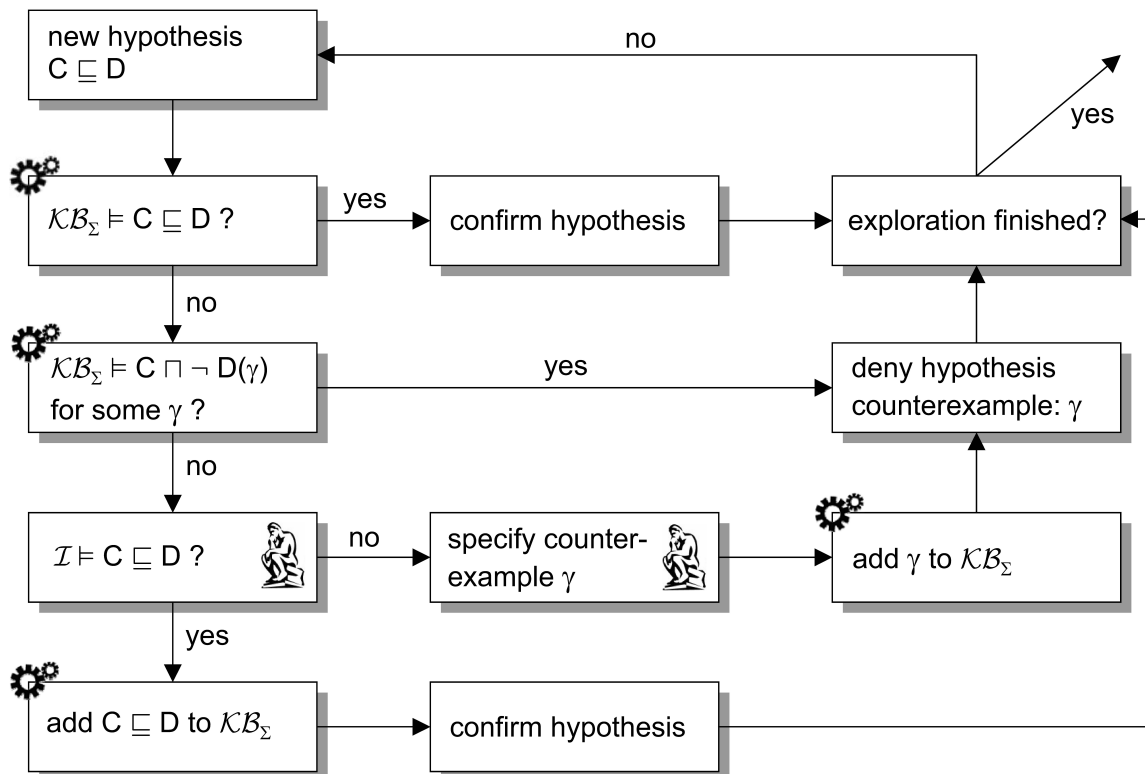 new hypothesis
C ⊑ D
no
yes
𝒦ℬ_Σ ⊨ C ⊑ D ?
yes
confirm hypothesis
exploration finished?
no
𝒦ℬ_Σ ⊨ C ⊓ ¬ D(γ)
for some γ ?
yes
deny hypothesis
counterexample: γ
no
ℐ ⊨ C ⊑ D ?
no
specify counter-
example γ
add γ to 𝒦ℬ_Σ
yes
add C ⊑ D to 𝒦ℬ_Σ
confirm hypothesis